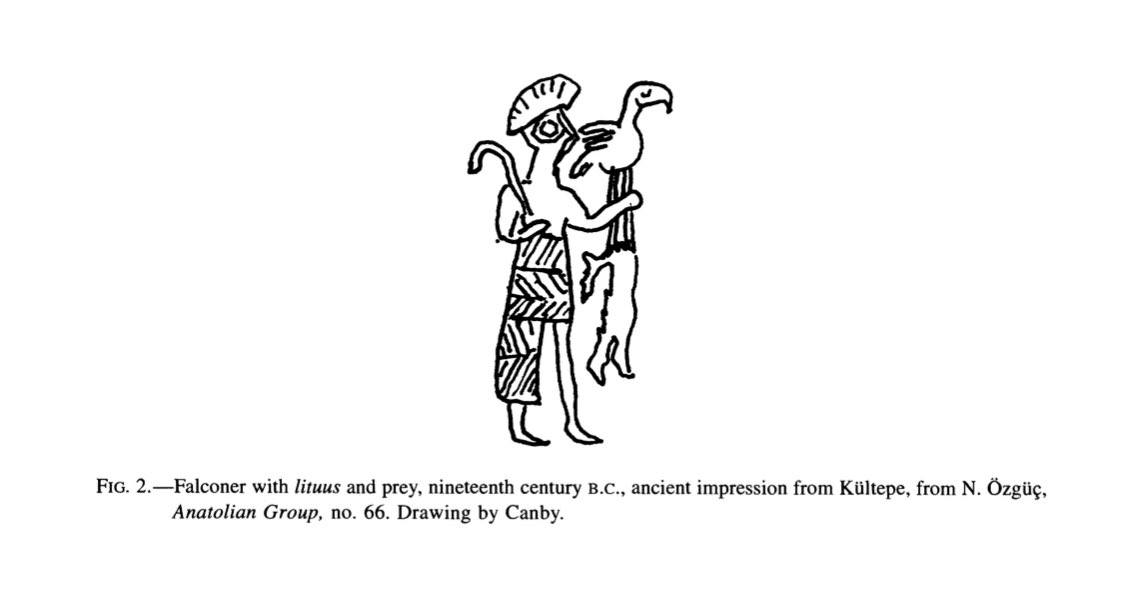 FIG. 2.—Falconer with lituus and prey, nineteenth century B.C., ancient impression from Kültepe, from N. Özgüç,
Anatolian Group, no. 66. Drawing by Canby.